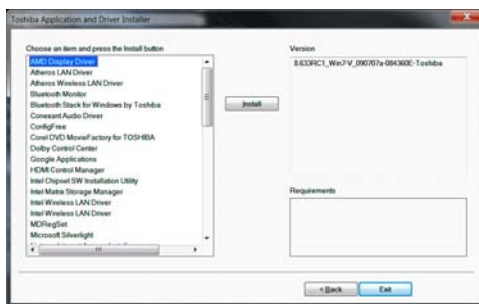 Toshiba Application and Driver Installer
Choose an item and press the Install button
AMD Display Driver
Atheros LAN Driver
Atheros Wireless LAN Driver
Bluetooth Monitor
Bluetooth Stack for Windows by Toshiba
Conexant Audio Driver
ConfigFree
Corel DVD MovieFactory for TOSHIBA
Dolby Control Center
Google Applications
HDMI Control Manager
Intel Chipset SW Installation Utility
Intel Matrix Storage Manager
Intel Wireless LAN Driver
Intel Wireless LAN Driver
MDRegSet
Microsoft Silverlight
Install
Version
8.633RC1_Win7-V_090707a-084360E-Toshiba
Requirements
< Back
Exit